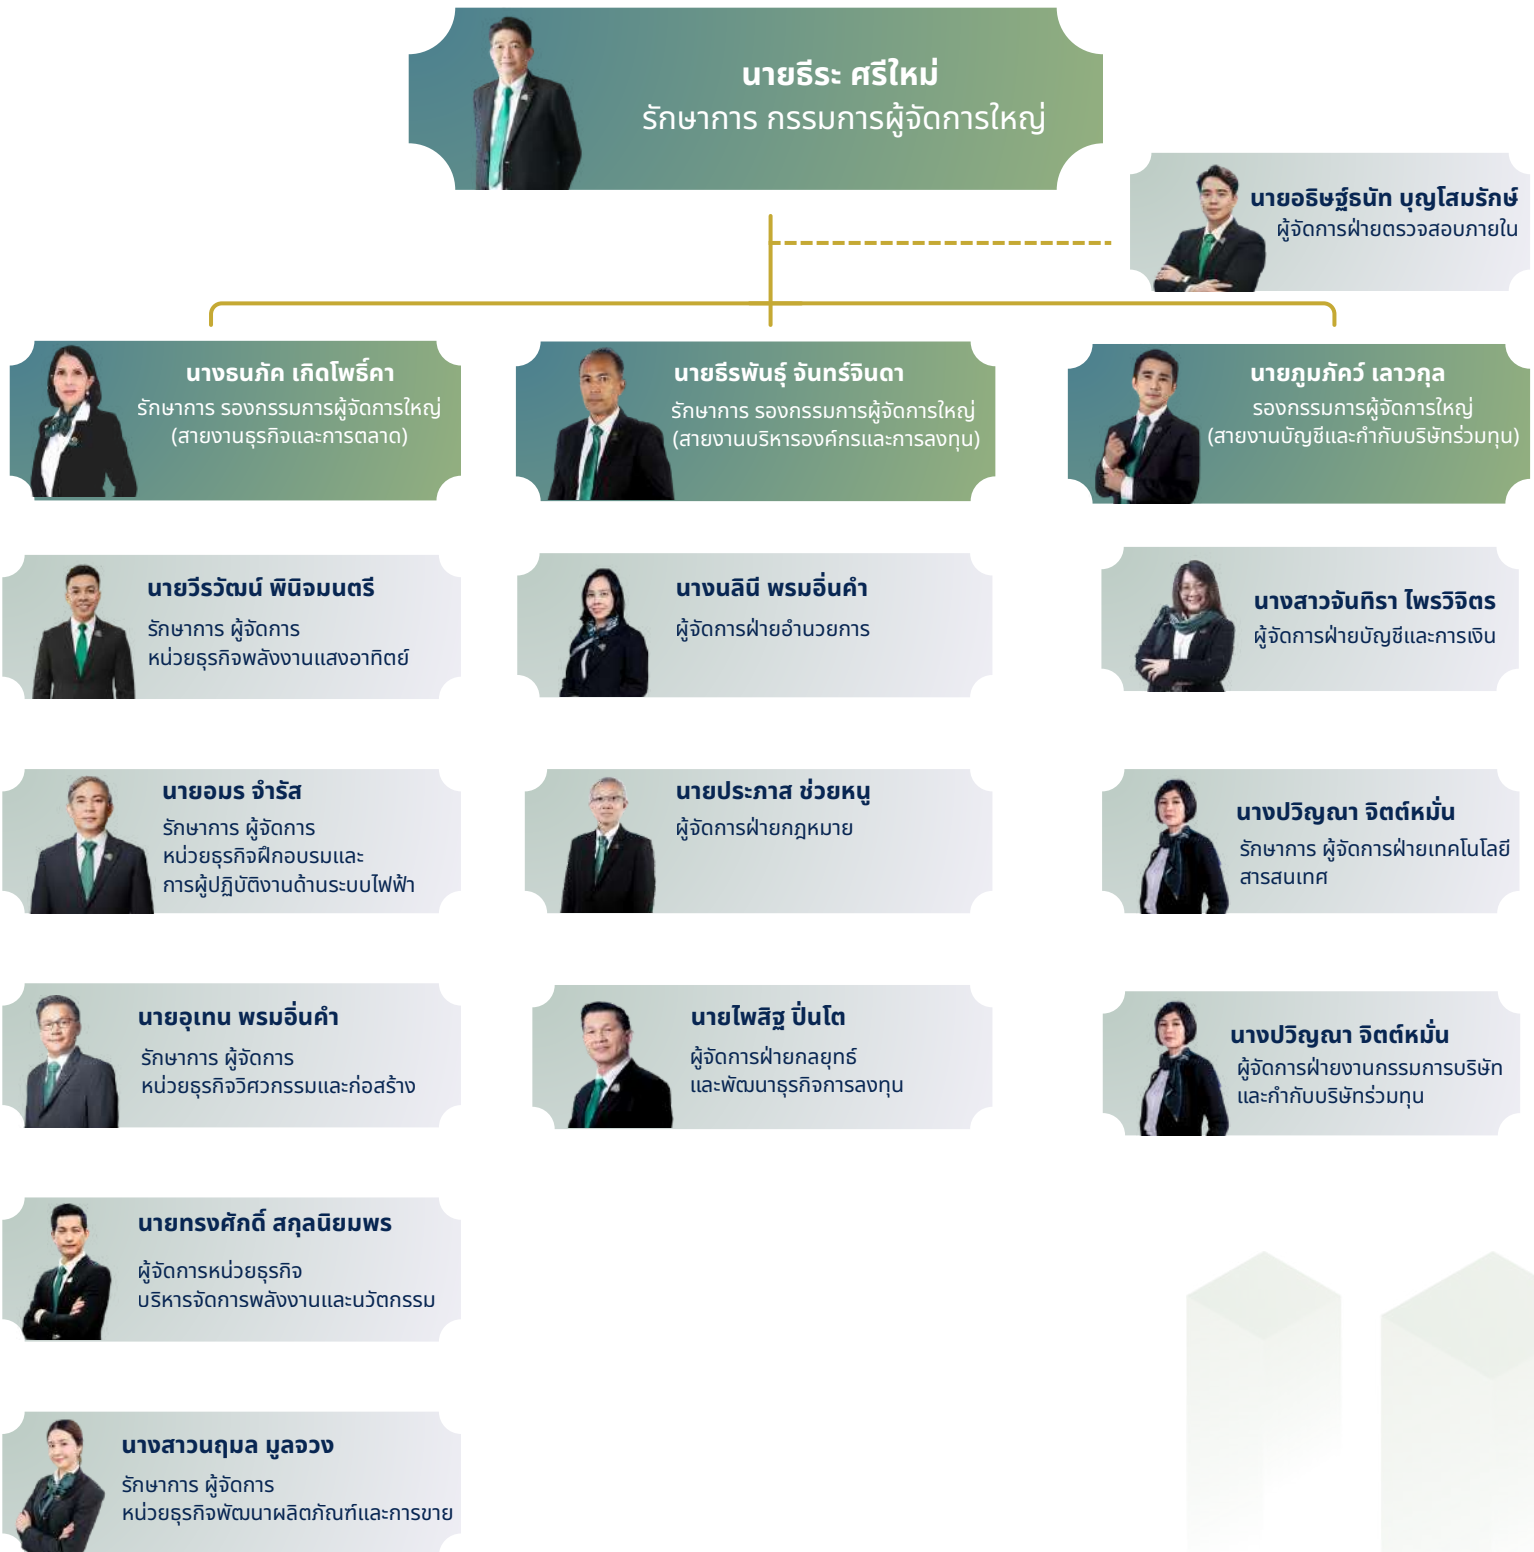 นายธีระ ศรีใหม่
รักษาการ กรรมการผู้จัดการใหญ่
นายอธิษฐ์ธนัท บุญโสมรักษ์
ผู้จัดการฝ่ายตรวจสอบภายใน
นางธนภัค เกิดโพธิ์คา
รักษาการ รองกรรมการผู้จัดการใหญ่
(สายงานธุรกิจและการตลาด)
นายธีรพันธุ์ จันทร์จินดา
รักษาการ รองกรรมการผู้จัดการใหญ่
(สายงานบริหารองค์กรและการลงทุน)
นายภูมภัคว์ เลาวกุล
รองกรรมการผู้จัดการใหญ่
(สายงานบัญชีและกำกับบริษัทร่วมทุน)
นายวีรวัฒน์ พินิจมนตรี
รักษาการ ผู้จัดการ
หน่วยธุรกิจพลังงานแสงอาทิตย์
นางนลินี พรมอิ่นคำ
ผู้จัดการฝ่ายอำนวยการ
นางสาวจันทิรา ไพรวิจิตร
ผู้จัดการฝ่ายบัญชีและการเงิน
นายอมร จำรัส
รักษาการ ผู้จัดการ
หน่วยธุรกิจฝึกอบรมและ
การผู้ปฏิบัติงานด้านระบบไฟฟ้า
นายประภาส ช่วยหนู
ผู้จัดการฝ่ายกฎหมาย
นางปวิญณา จิตต์หมั่น
รักษาการ ผู้จัดการฝ่ายเทคโนโลยี
สารสนเทศ
นายอุเทน พรมอิ่นคำ
รักษาการ ผู้จัดการ
หน่วยธุรกิจวิศวกรรมและก่อสร้าง
นายไพสิฐ ปิ่นโต
ผู้จัดการฝ่ายกลยุทธ์
และพัฒนาธุรกิจการลงทุน
นางปวิญณา จิตต์หมั่น
ผู้จัดการฝ่ายงานกรรมการบริษัท
และกำกับบริษัทร่วมทุน
นายทรงศักดิ์ สกุลนิยมพร
ผู้จัดการหน่วยธุรกิจ
บริหารจัดการพลังงานและนวัตกรรม
นางสาวนฤมล มูลจวง
รักษาการ ผู้จัดการ
หน่วยธุรกิจพัฒนาผลิตภัณฑ์และการขาย